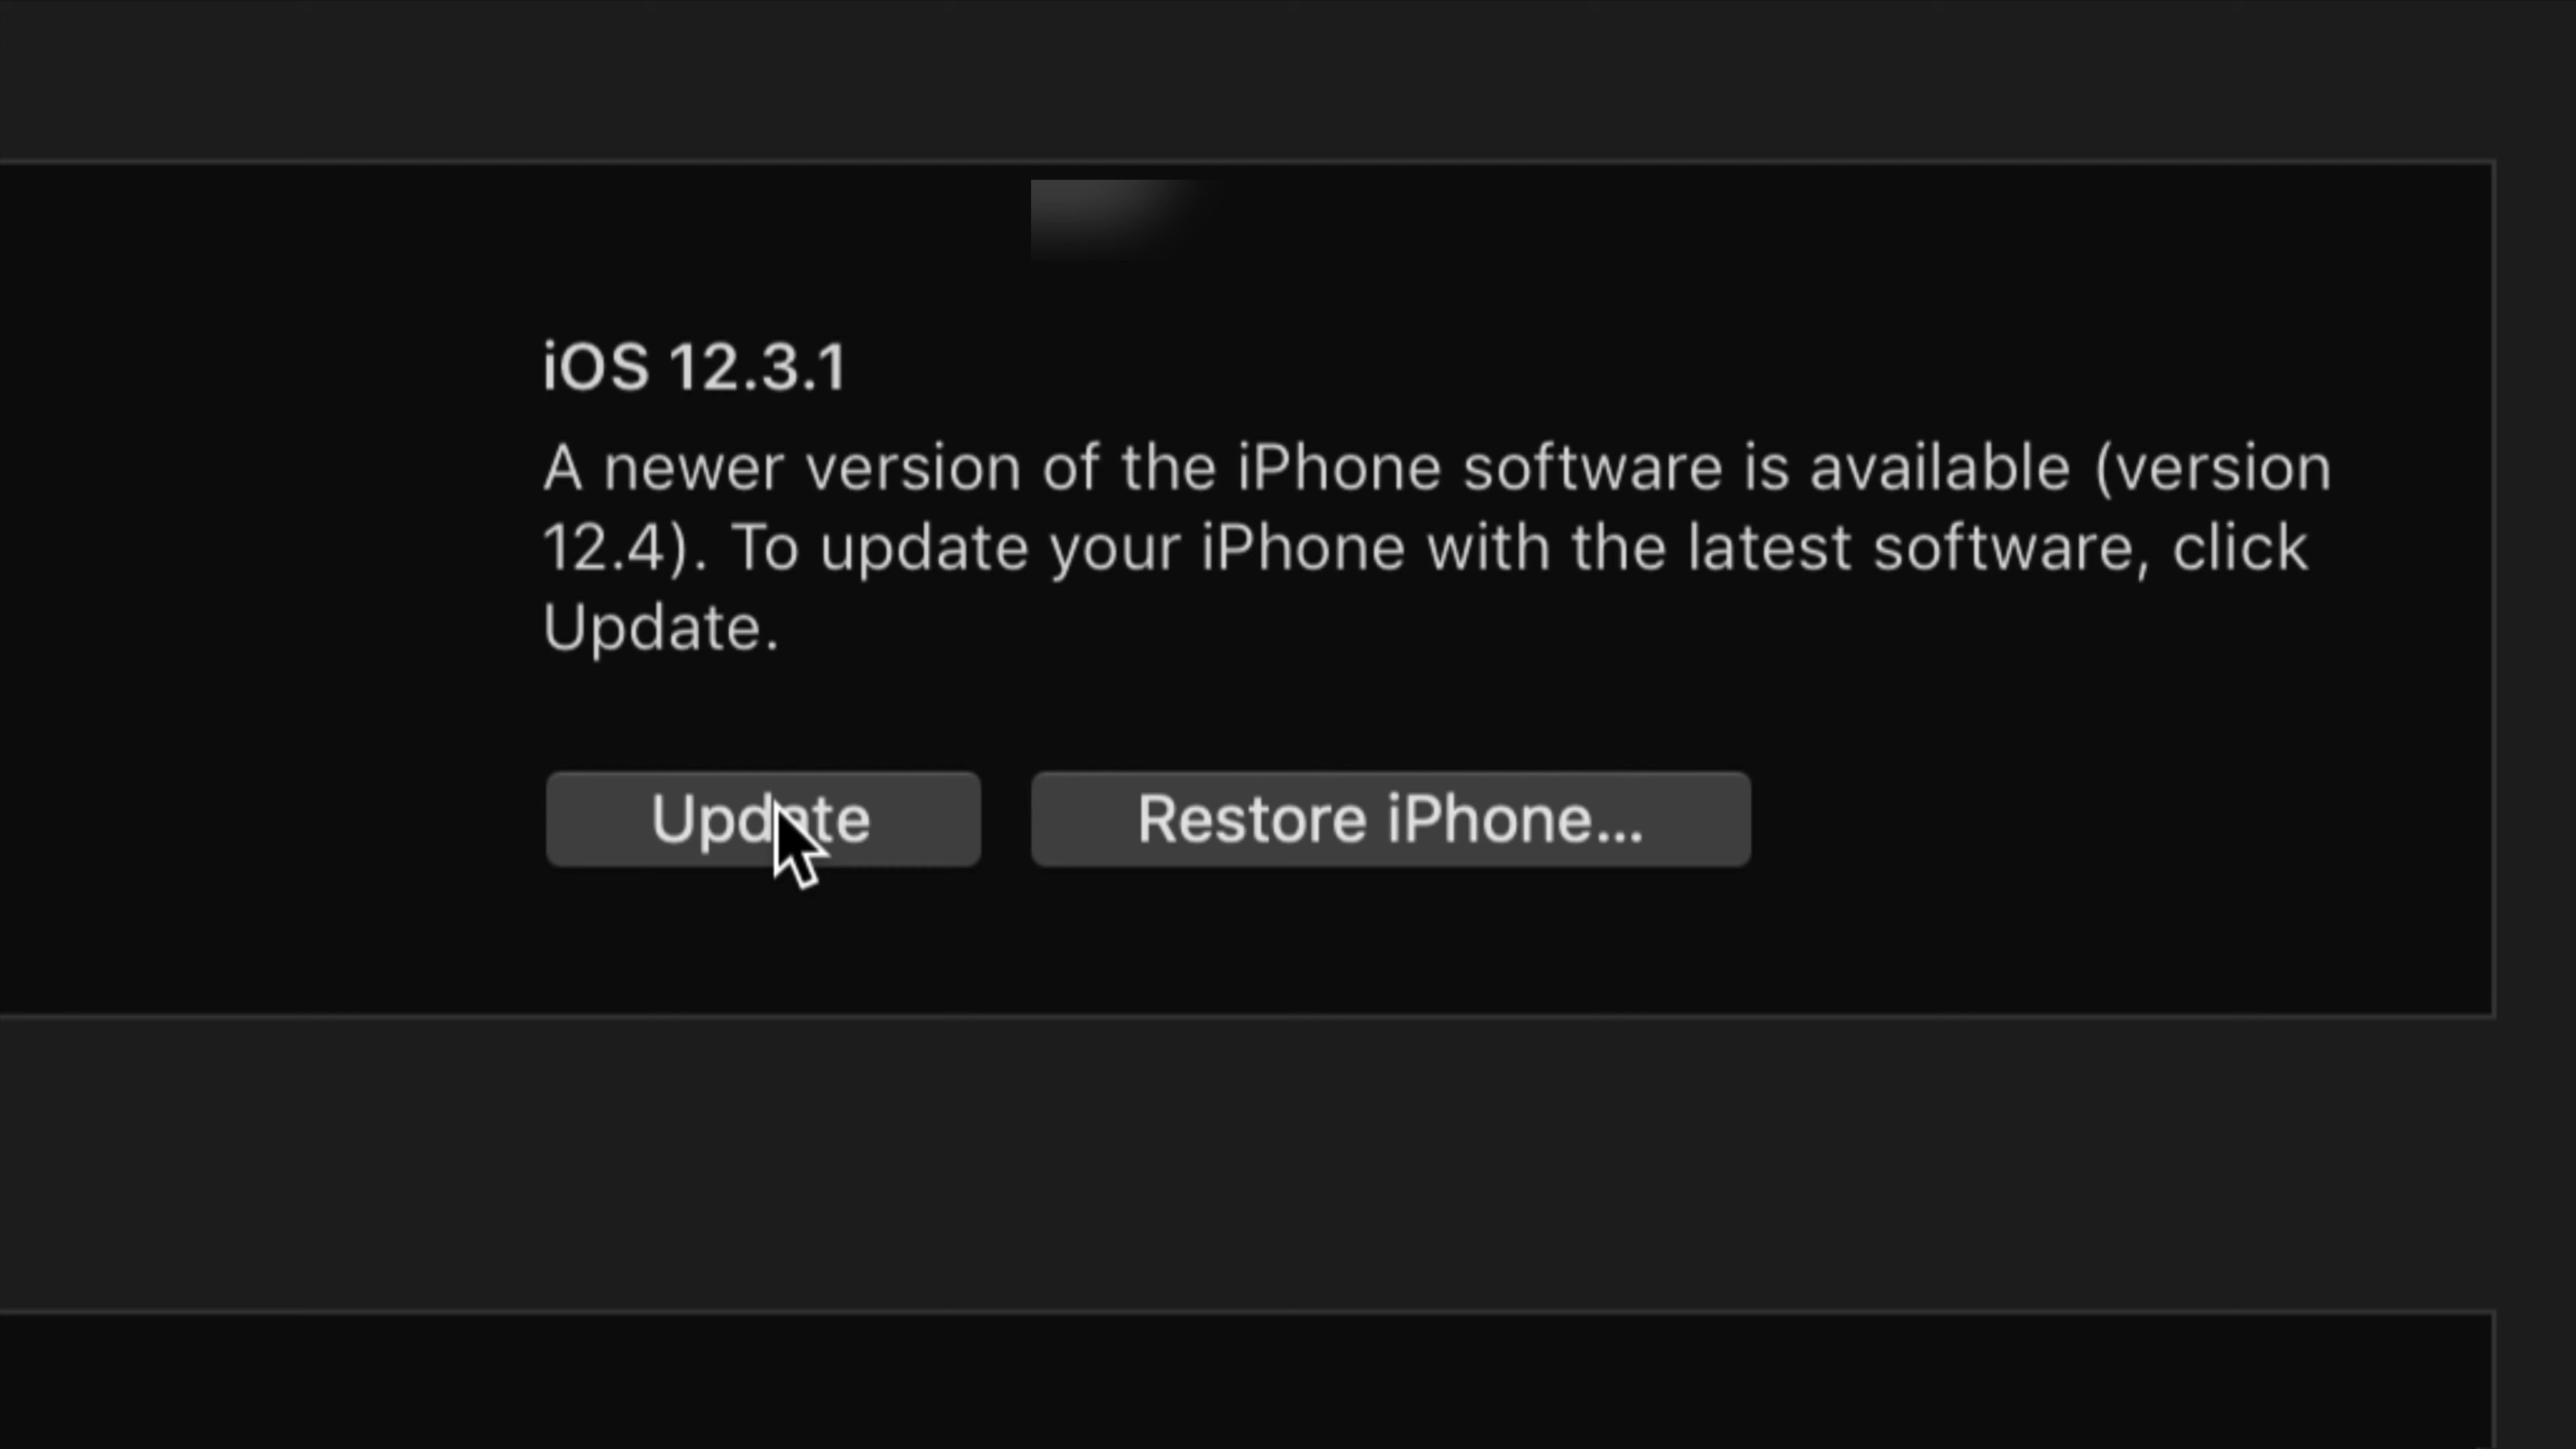 iOS 12.3.1
A newer version of the iPhone software is available (version
12.4). To update your iPhone with the latest software, click
Update.
Update
Restore iPhone...